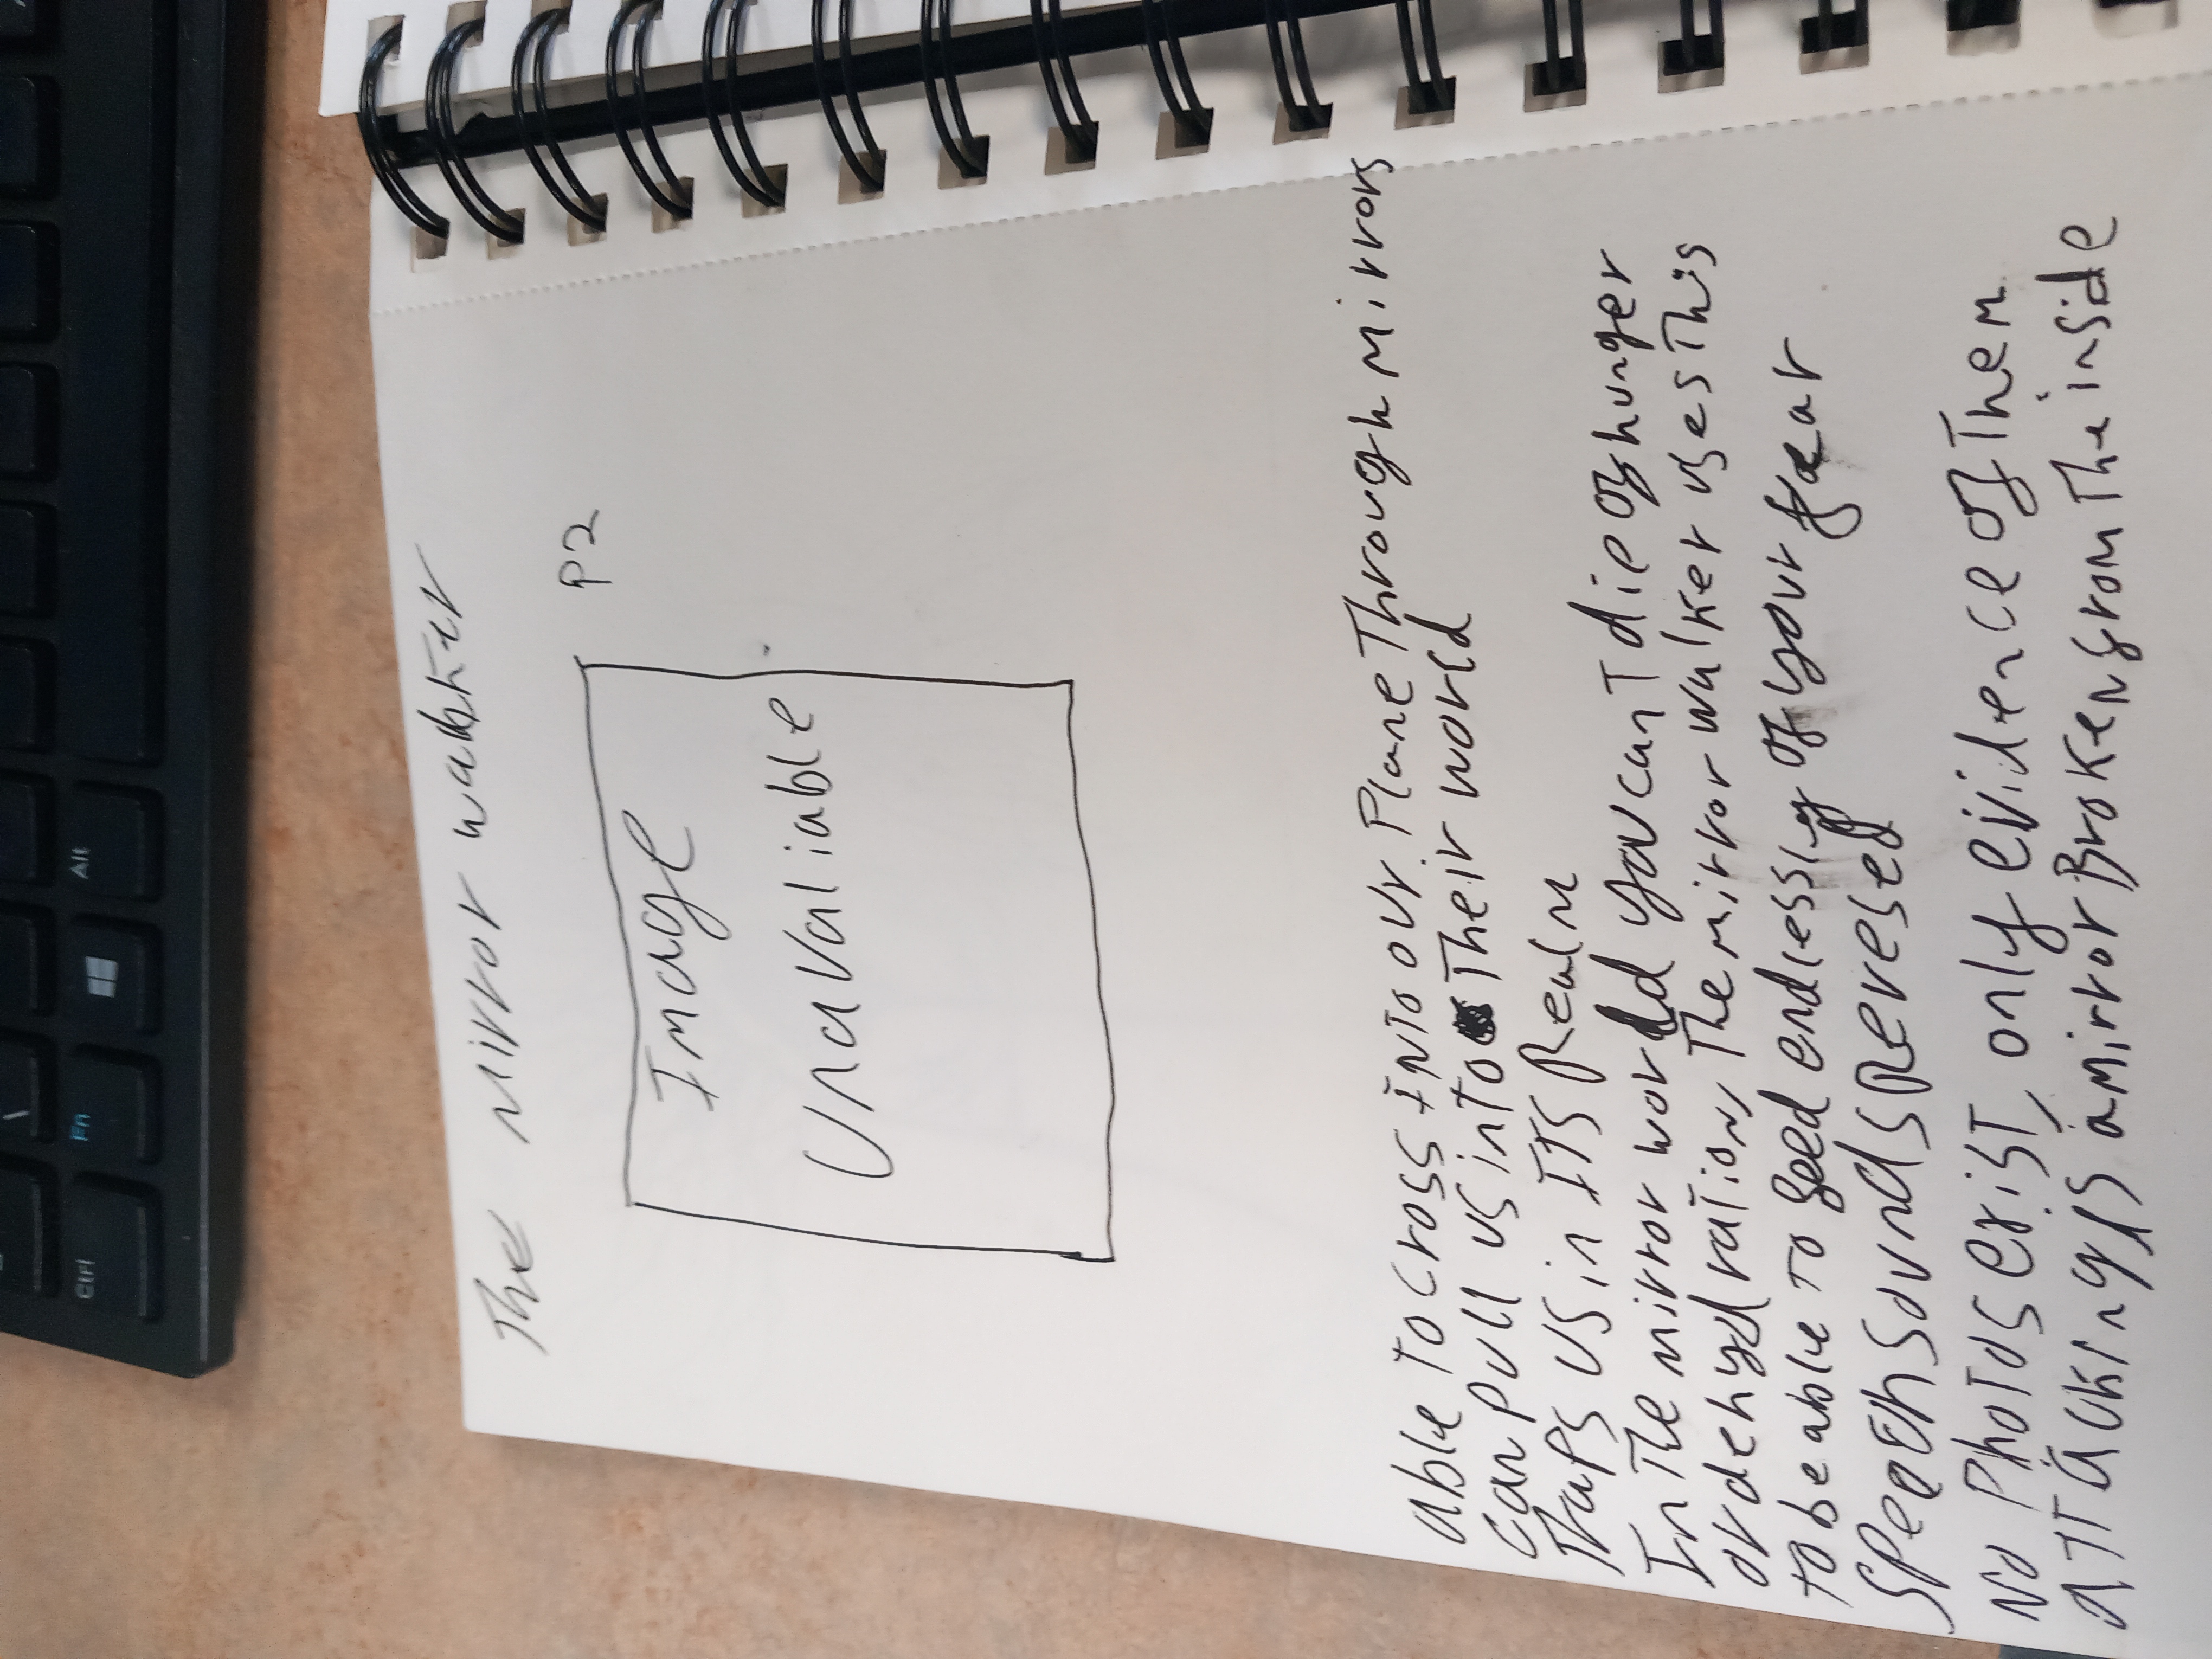 \
Ctrl Fn Alt
The Mirror walker
P2
Image
Unavaliable
able To cross INTO our Plane Through mirrors
can pull us into Their world
Traps us in ITS Realm
In The mirror world you can't die of hunger
or dehydration, The mirror walker uses This
To be able To feed endlessly of your fear
Speech sounds Reversed
No Photos exist, only evidence of Them
aTTacking is a mirror Broken from The inside